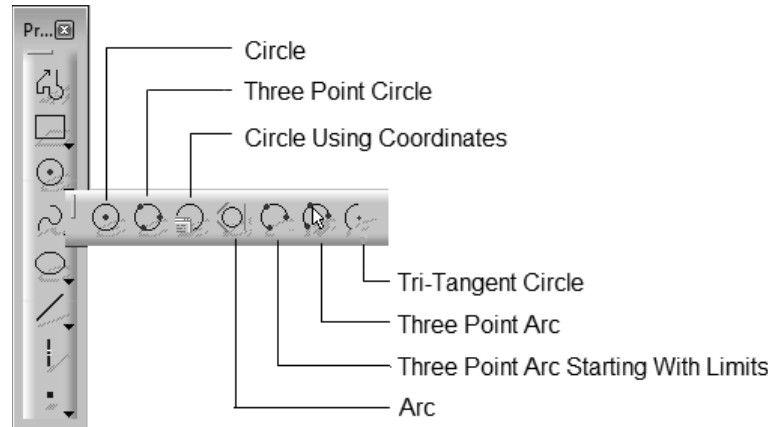 Pr...
Circle
Three Point Circle
Circle Using Coordinates
Tri-Tangent Circle
Three Point Arc
Three Point Arc Starting With Limits
Arc